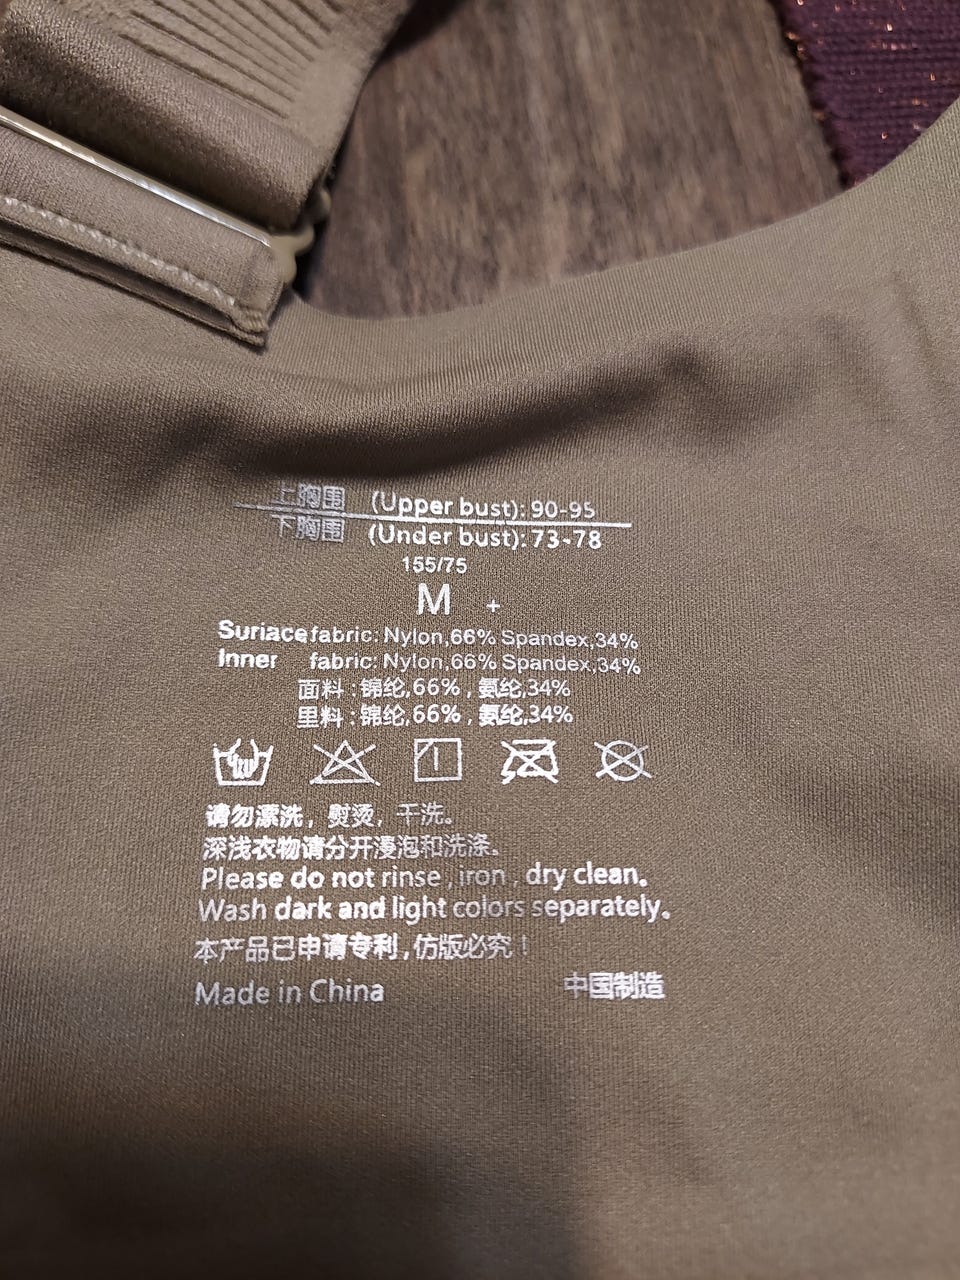 上胸围 (Upper bust): 90-95
下胸围 (Under bust): 73-78
155/75
M +
Suriace fabric: Nylon,66% Spandex,34%
Inner fabric: Nylon,66% Spandex,34%
面料 : 锦纶,66% , 氨纶,34%
里料 : 锦纶,66% , 氨纶,34%
请勿漂洗, 熨烫, 干洗。
深浅衣物请分开浸泡和洗涤。
Please do not rinse , iron , dry clean.
Wash dark and light colors separately.
本产品已申请专利, 仿版必究！
Made in China 中国制造